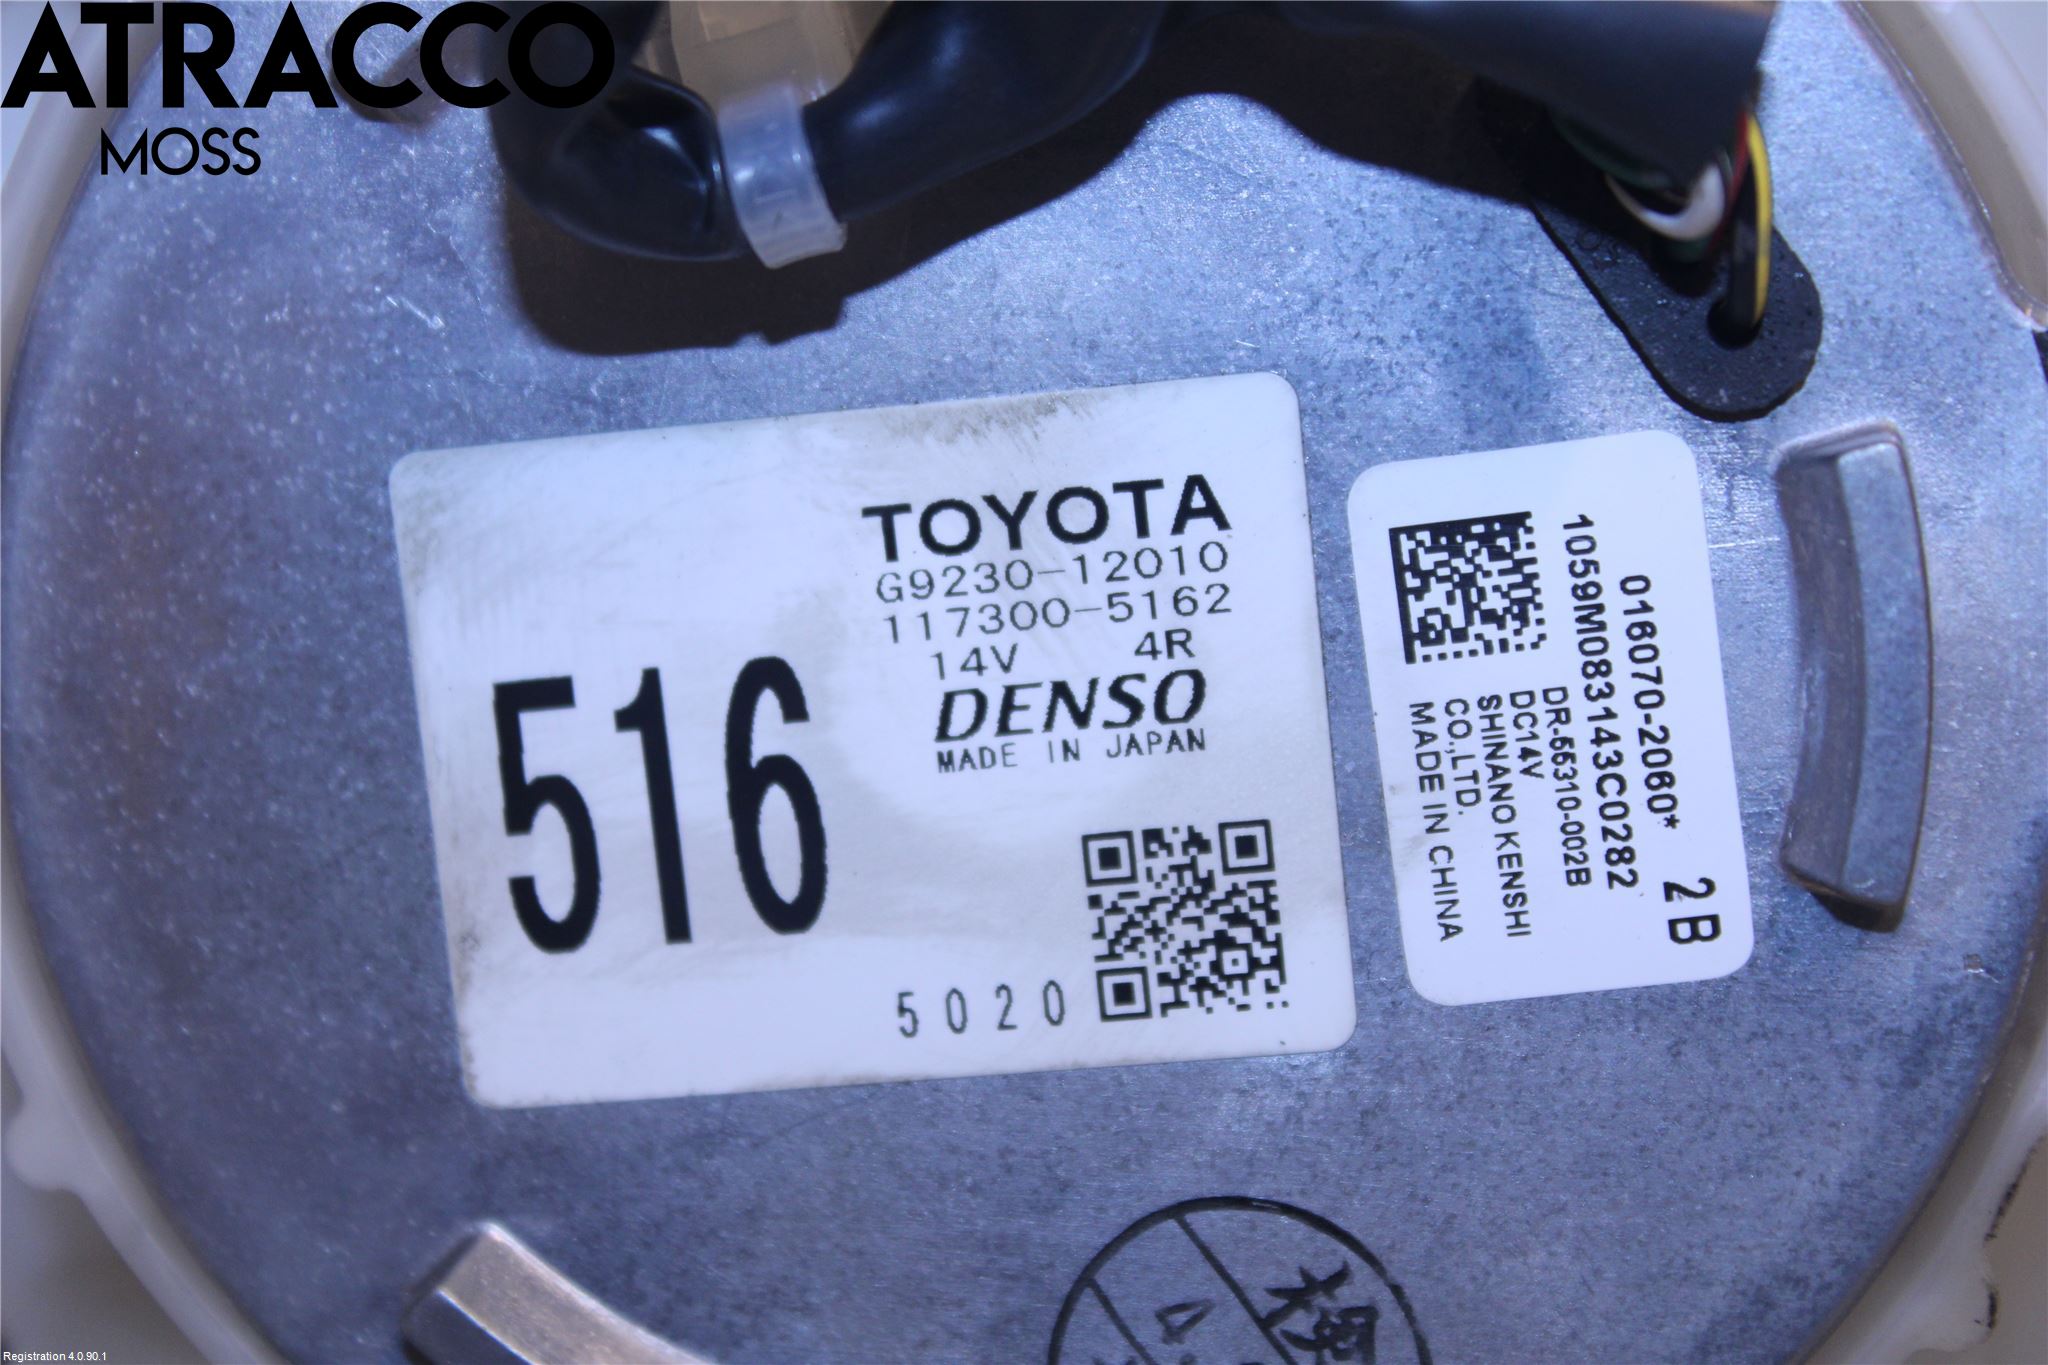 ATRACCO
MOSS
TOYOTA
G9230-12010
117300-5162
14V 4R
DENSO
MADE IN JAPAN
516
5020
016070-2060* 2B
1059M083143C0282
DR-55310-002B
DC14V
SHINANO KENSHI
CO.,LTD.
MADE IN CHINA
Registration 4.0.90.1